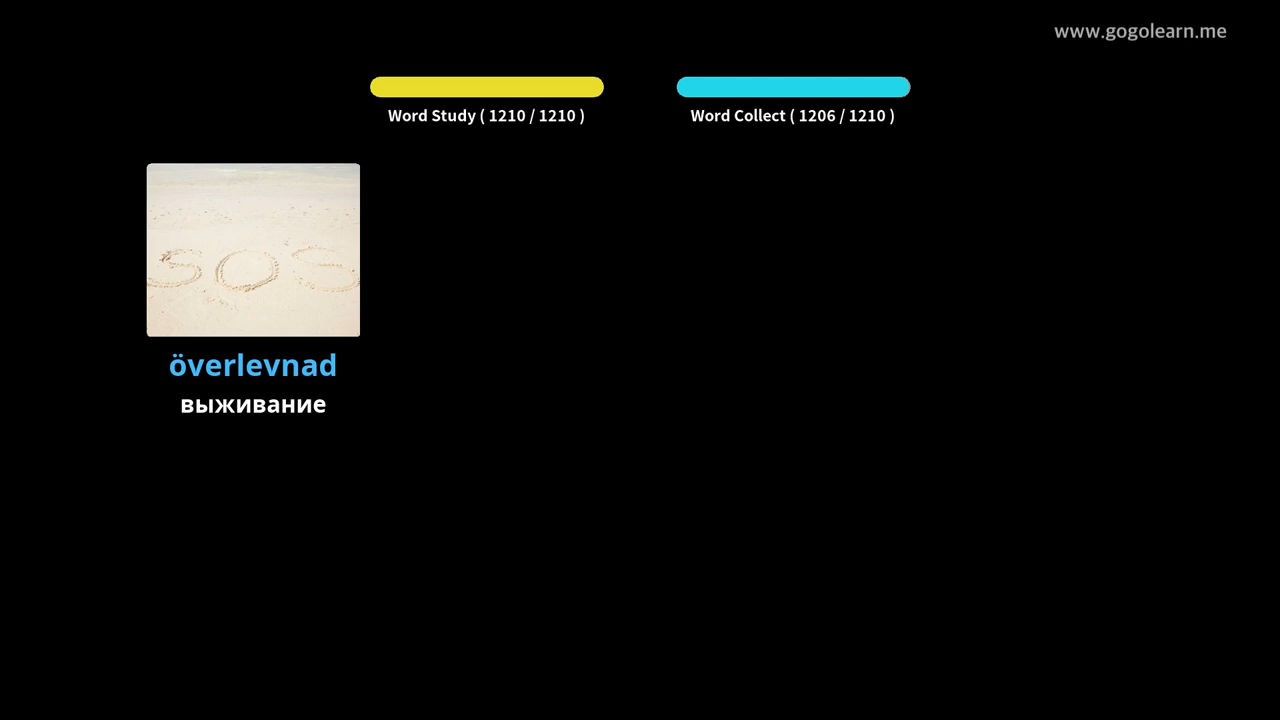 www.gogolearn.me
Word Study ( 1210 / 1210 )
Word Collect ( 1206 / 1210 )
SOS
överlevnad
выживание